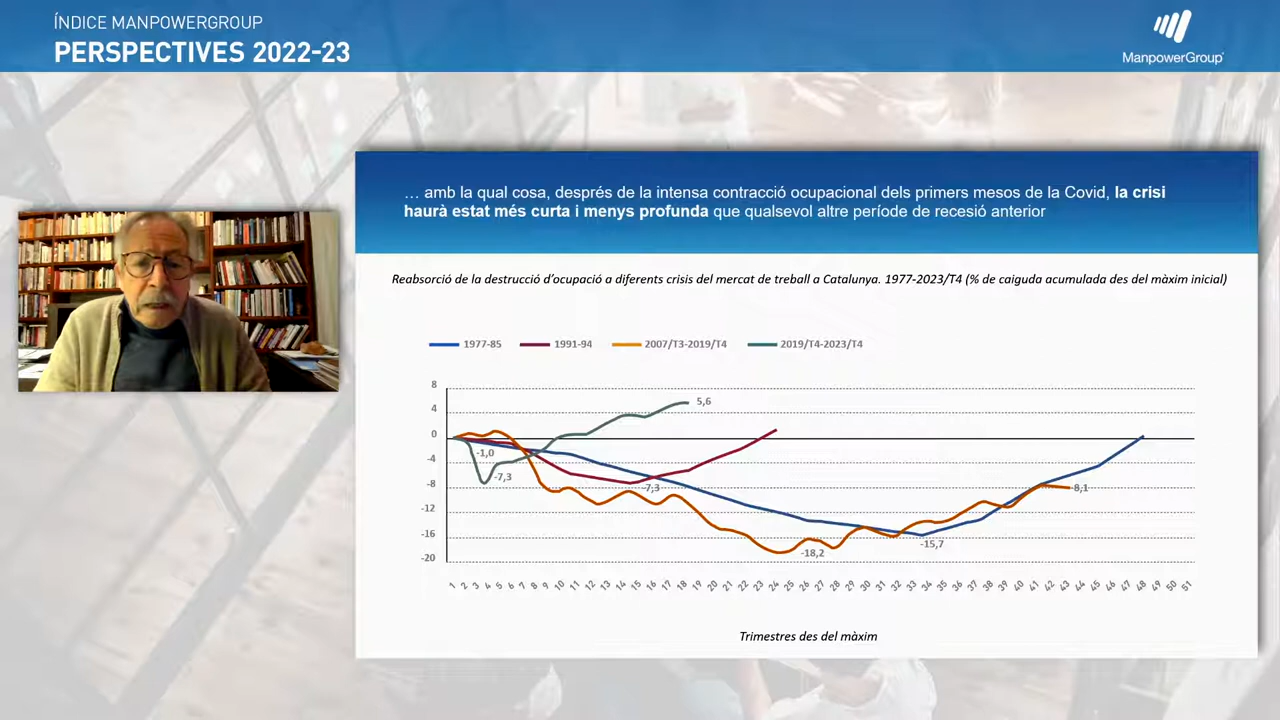 ÍNDICE MANPOWERGROUP
PERSPECTIVES 2022-23
ManpowerGroup
… amb la qual cosa, després de la intensa contracció ocupacional dels primers mesos de la Covid, la crisi
haurà estat més curta i menys profunda que qualsevol altre període de recesió anterior
Reabsorció de la destrucció d’ocupació a diferents crisis del mercat de treball a Catalunya. 1977-2023/T4 (% de caiguda acumulada des del màxim inicial)
1977-85 1991-94 2007/T3-2019/T4 2019/T4-2023/T4
8
4
0
-4
-8
-12
-16
-20
5,6
-1,0
-7,3
-7,3
-8,1
-18,2
-15,7
1 2 3 4 5 6 7 8 9 10 11 12 13 14 15 16 17 18 19 20 21 22 23 24 25 26 27 28 29 30 31 32 33 34 35 36 37 38 39 40 41 42 43 44 45 46 47 48 49 50 51
Trimestres des del màxim